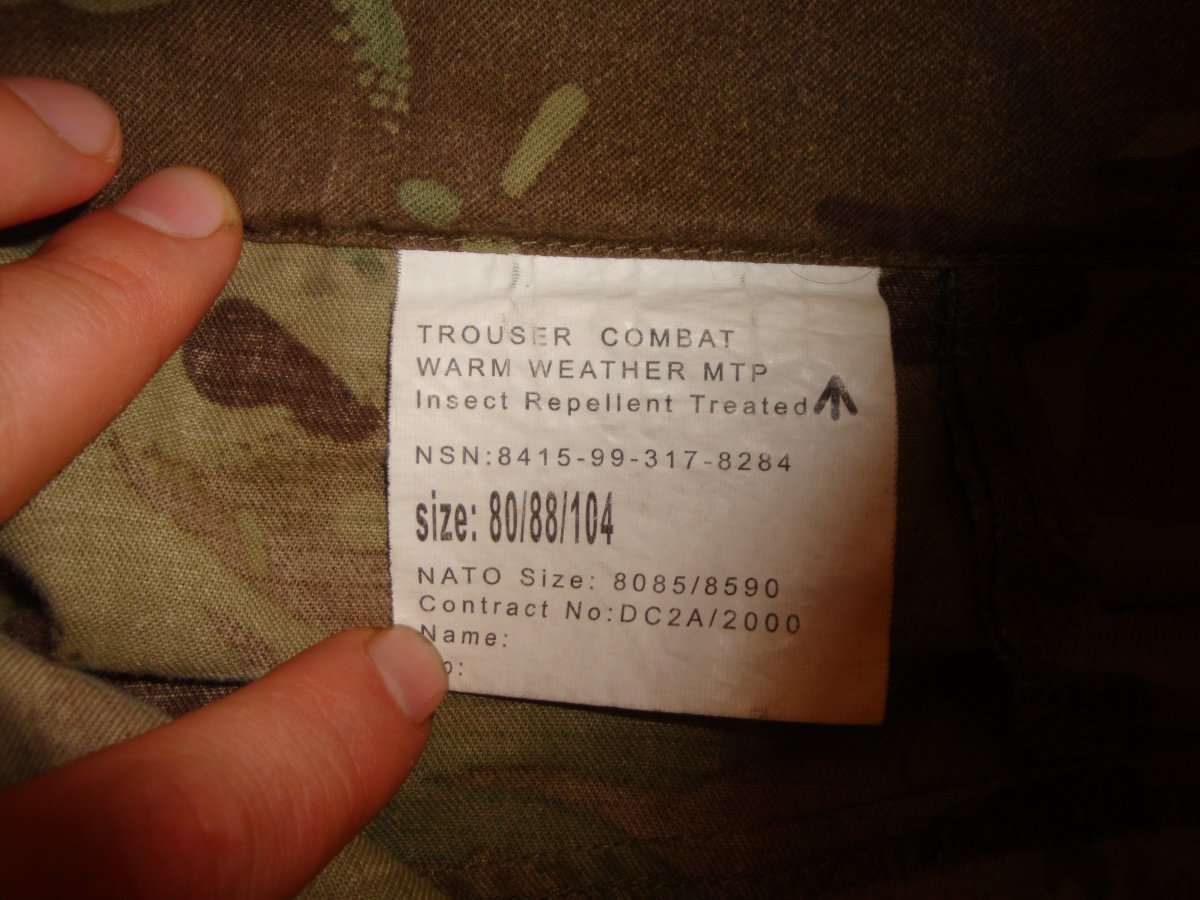 TROUSER COMBAT
WARM WEATHER MTP
Insect Repellent Treated
NSN:8415-99-317-8284
size: 80/88/104
NATO Size: 8085/8590
Contract No:DC2A/2000
Name: